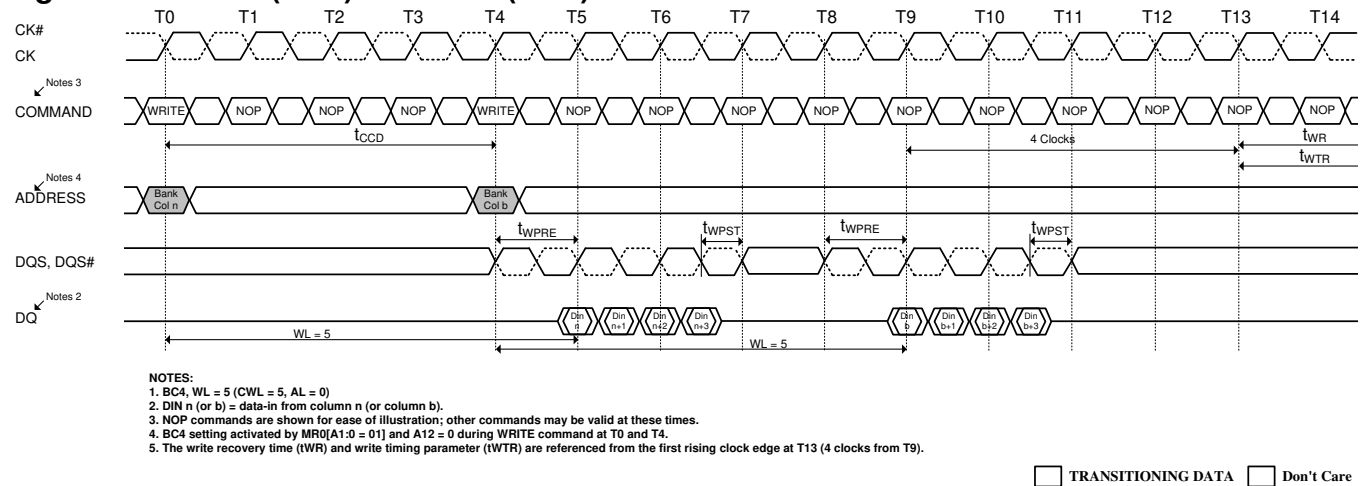 T0 T1 T2 T3 T4 T5 T6 T7 T8 T9 T10 T11 T12 T13 T14
CK#
CK
Notes 3
COMMAND
WRITE NOP NOP NOP WRITE NOP NOP NOP NOP NOP NOP NOP NOP NOP NOP
tCCD
4 Clocks
tWR
tWTR
Notes 4
ADDRESS
Bank Col n
Bank Col b
tWPRE tWPST tWPRE tWPST
DQS, DQS#
Notes 2
DQ
Din n
Din n+1
Din n+2
Din n+3
Din b
Din b+1
Din b+2
Din b+3
WL = 5
WL = 5
NOTES:
1. BC4, WL = 5 (CWL = 5, AL = 0)
2. DIN n (or b) = data-in from column n (or column b).
3. NOP commands are shown for ease of illustration; other commands may be valid at these times.
4. BC4 setting activated by MR0[A1:0 = 01] and A12 = 0 during WRITE command at T0 and T4.
5. The write recovery time (tWR) and write timing parameter (tWTR) are referenced from the first rising clock edge at T13 (4 clocks from T9).
TRANSITIONING DATA Don't Care